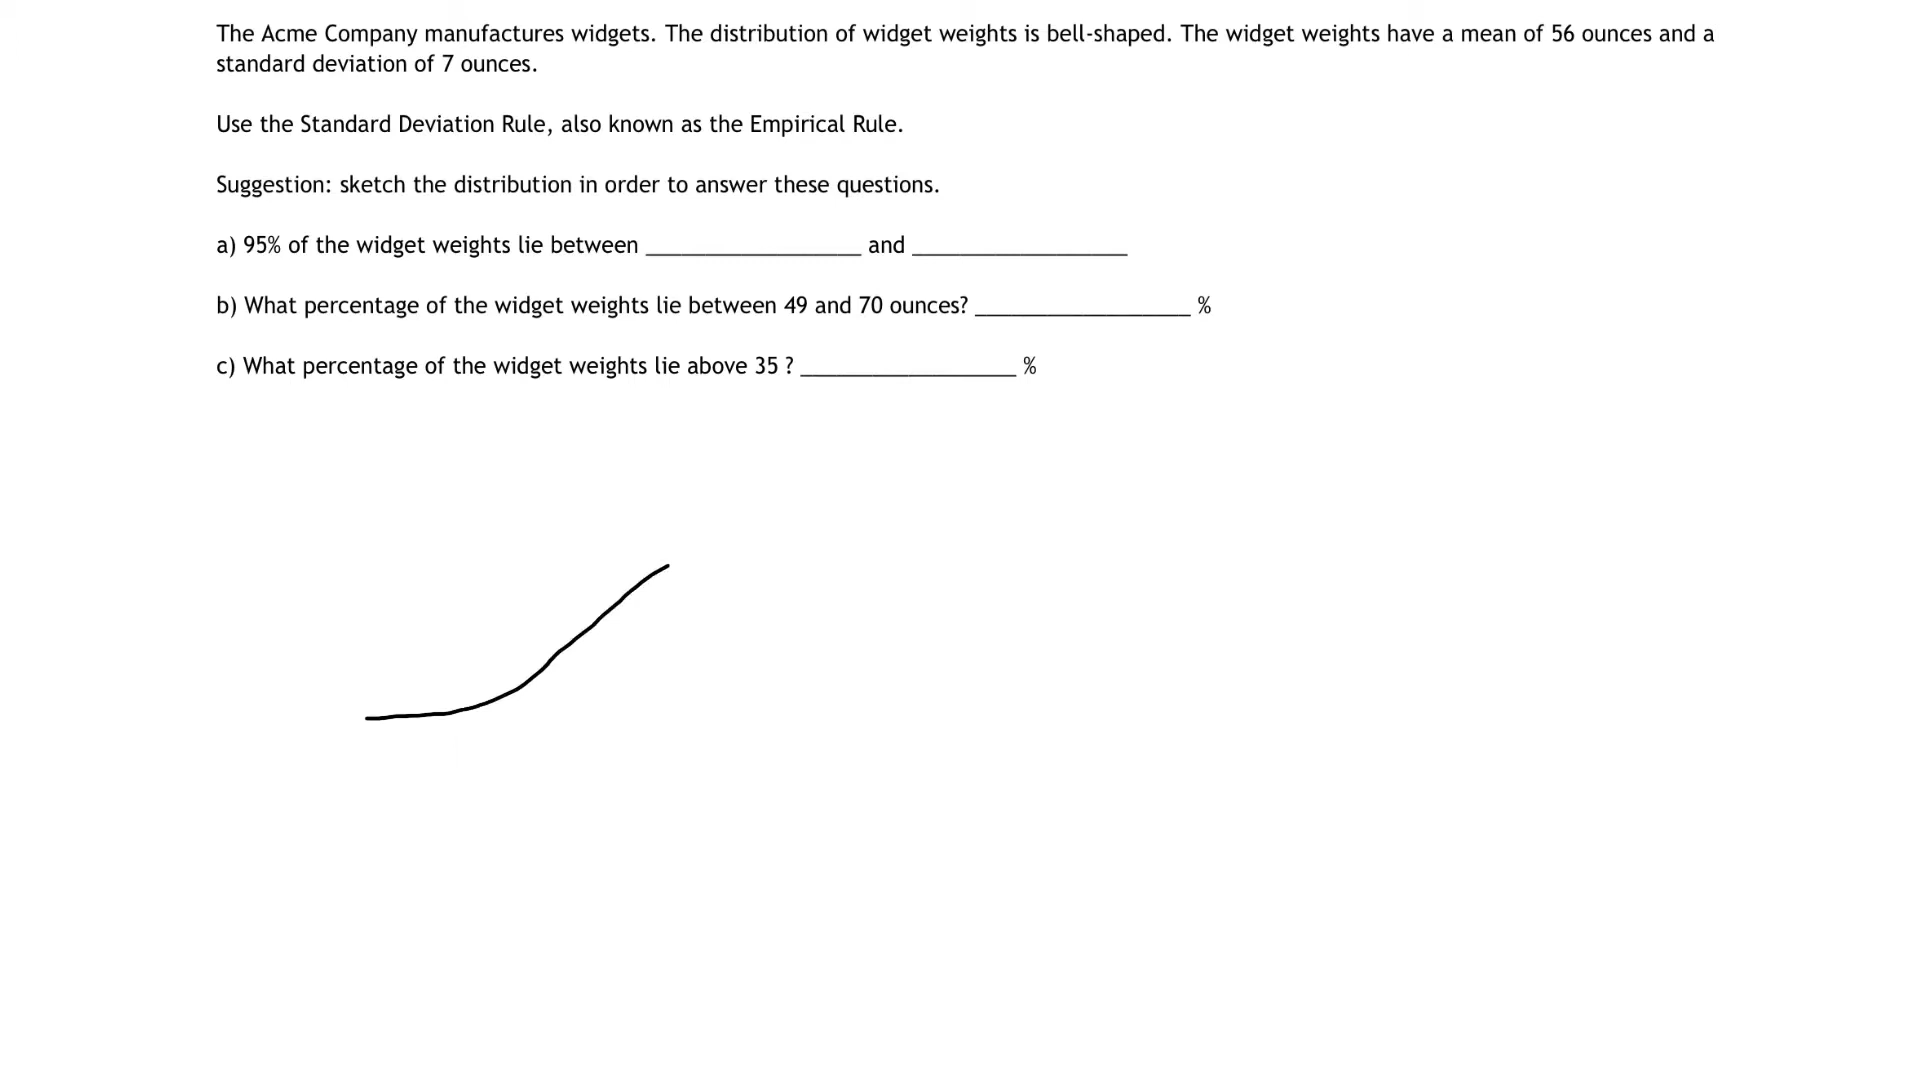 The Acme Company manufactures widgets. The distribution of widget weights is bell-shaped. The widget weights have a mean of 56 ounces and a
standard deviation of 7 ounces.
Use the Standard Deviation Rule, also known as the Empirical Rule.
Suggestion: sketch the distribution in order to answer these questions.
a) 95% of the widget weights lie between __________________ and __________________
b) What percentage of the widget weights lie between 49 and 70 ounces? __________________ %
c) What percentage of the widget weights lie above 35 ? __________________ %